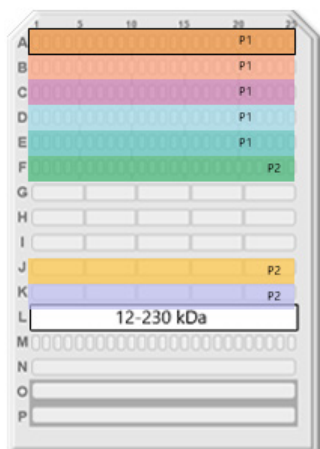 1 5 10 15 20 25
A P1
B P1
C P1
D P1
E P1
F P2
G
H
I
J P2
K P2
L 12-230 kDa
M
N
O
P